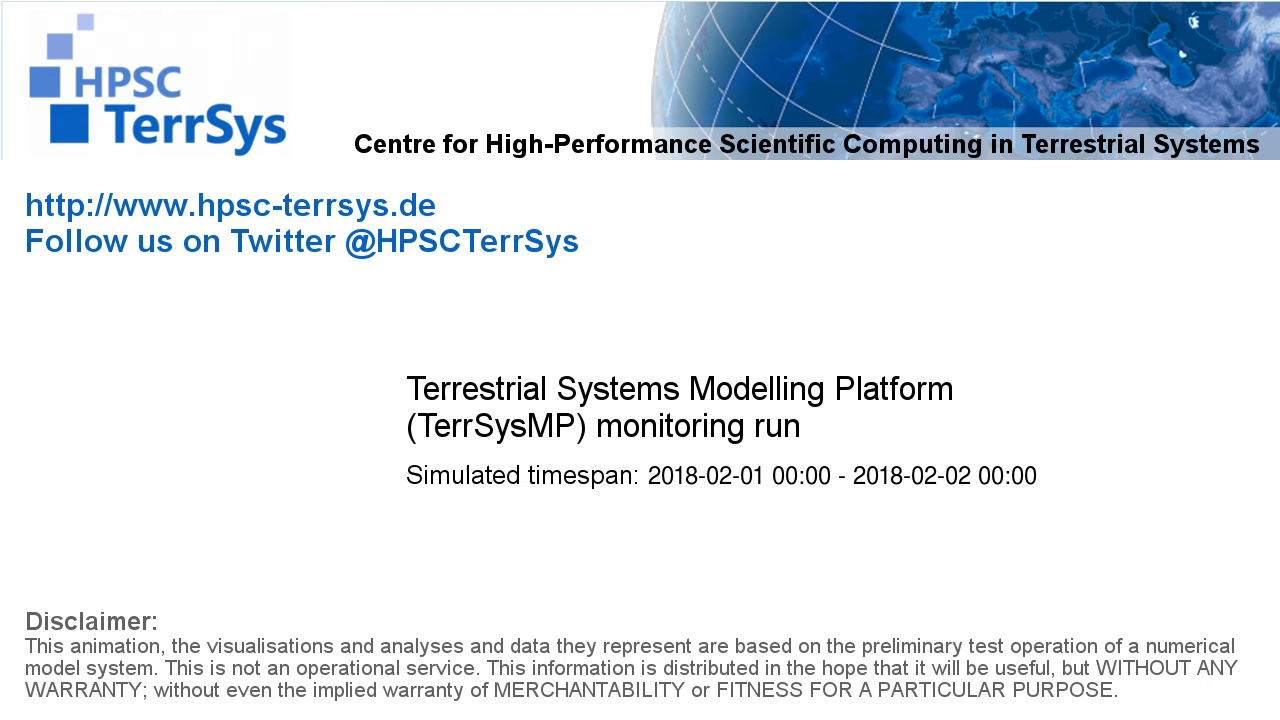 HPSC
TerrSys
Centre for High-Performance Scientific Computing in Terrestrial Systems
http://www.hpsc-terrsys.de
Follow us on Twitter @HPSCTerrSys
Terrestrial Systems Modelling Platform
(TerrSysMP) monitoring run
Simulated timespan: 2018-02-01 00:00 - 2018-02-02 00:00
Disclaimer:
This animation, the visualisations and analyses and data they represent are based on the preliminary test operation of a numerical
model system. This is not an operational service. This information is distributed in the hope that it will be useful, but WITHOUT ANY
WARRANTY; without even the implied warranty of MERCHANTABILITY or FITNESS FOR A PARTICULAR PURPOSE.